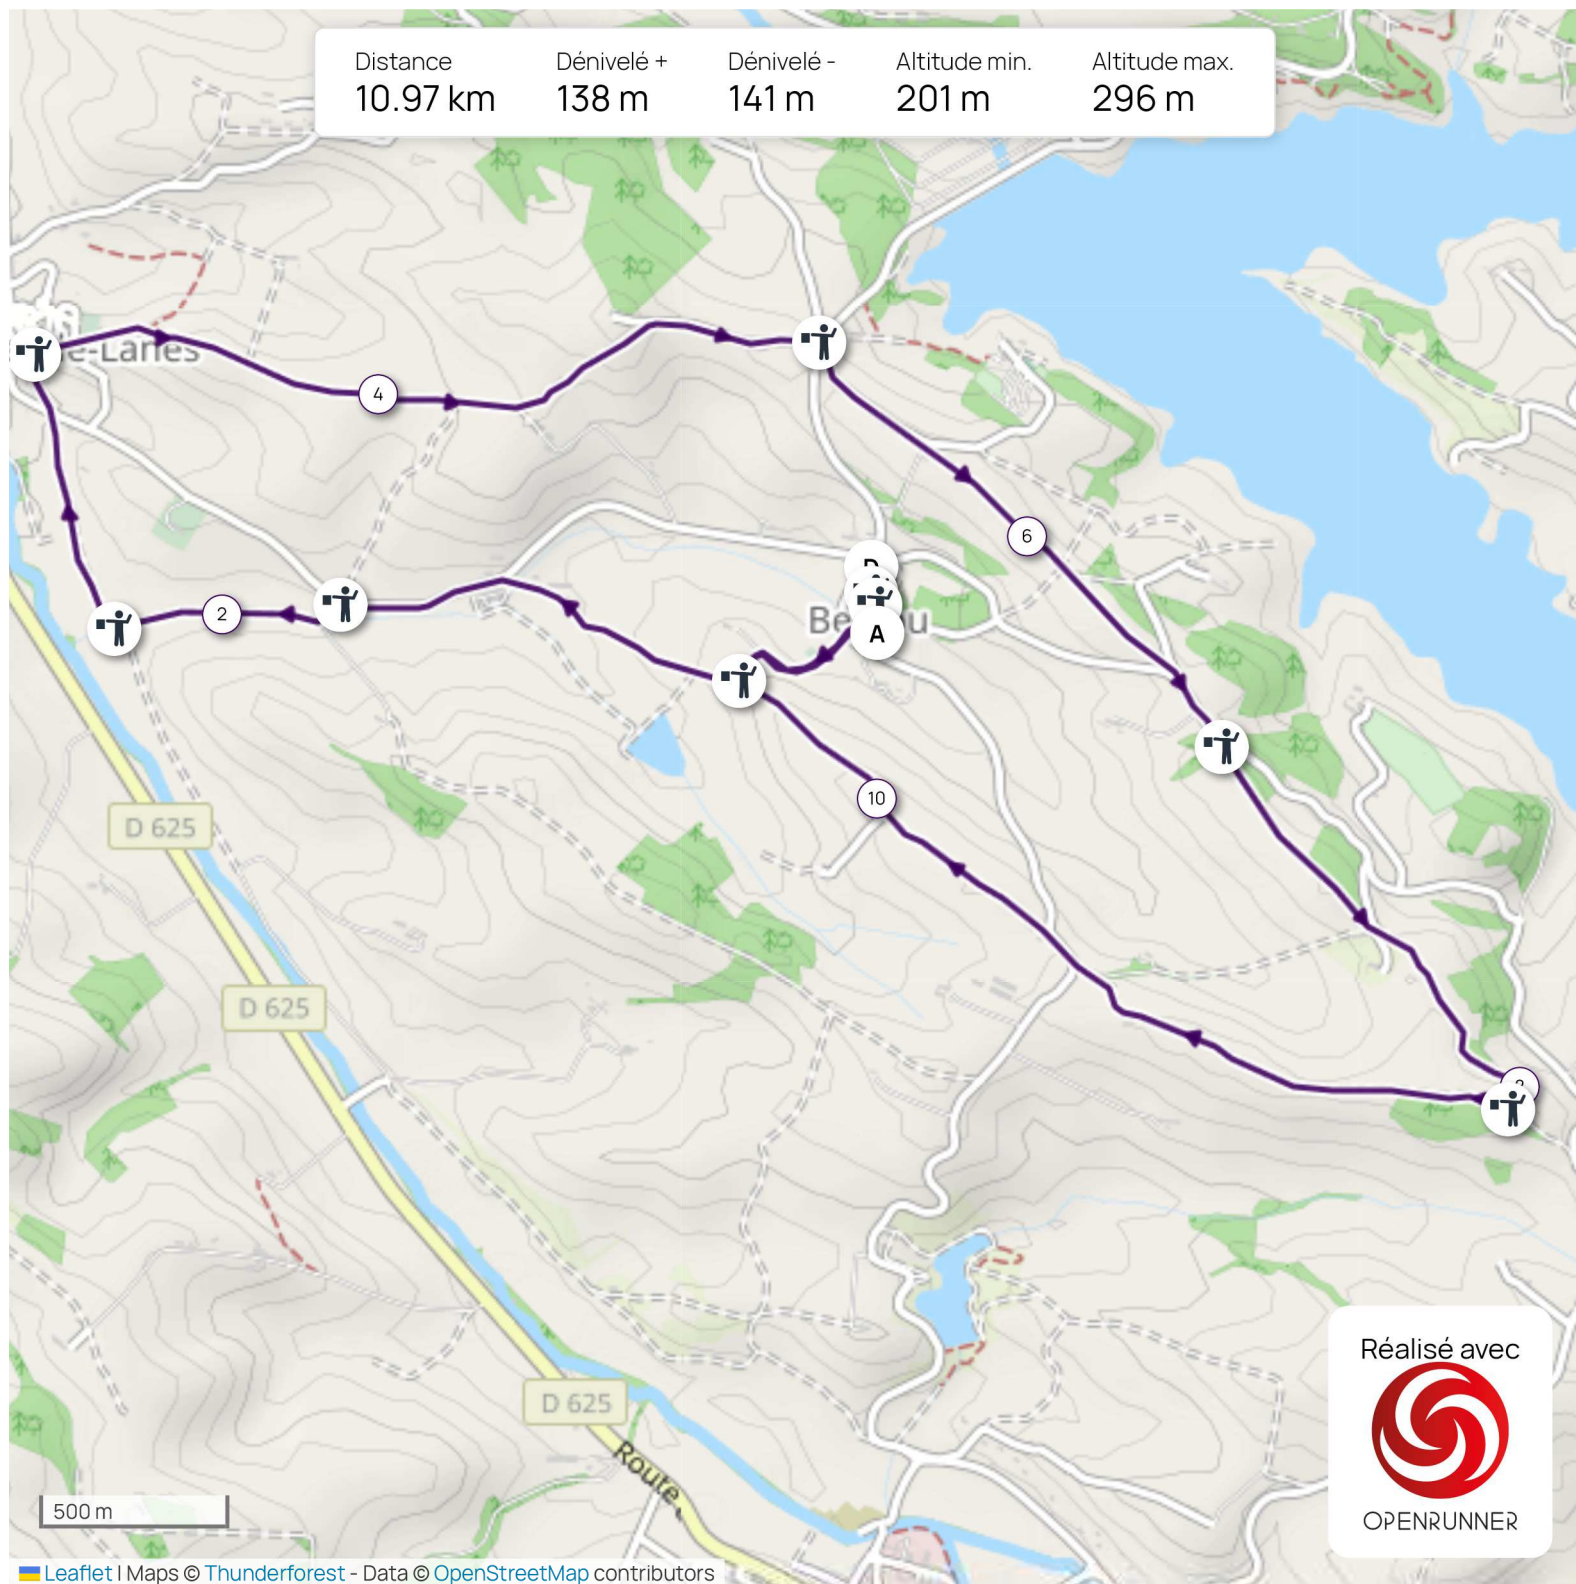 Distance
10.97 km
Dénivelé +
138 m
Dénivelé -
141 m
Altitude min.
201 m
Altitude max.
296 m
e-Lanes
4
6
2
A
10
D 625
D 625
D 625
Route
500 m
Réalisé avec
OPENRUNNER
Leaflet | Maps © Thunderforest - Data © OpenStreetMap contributors